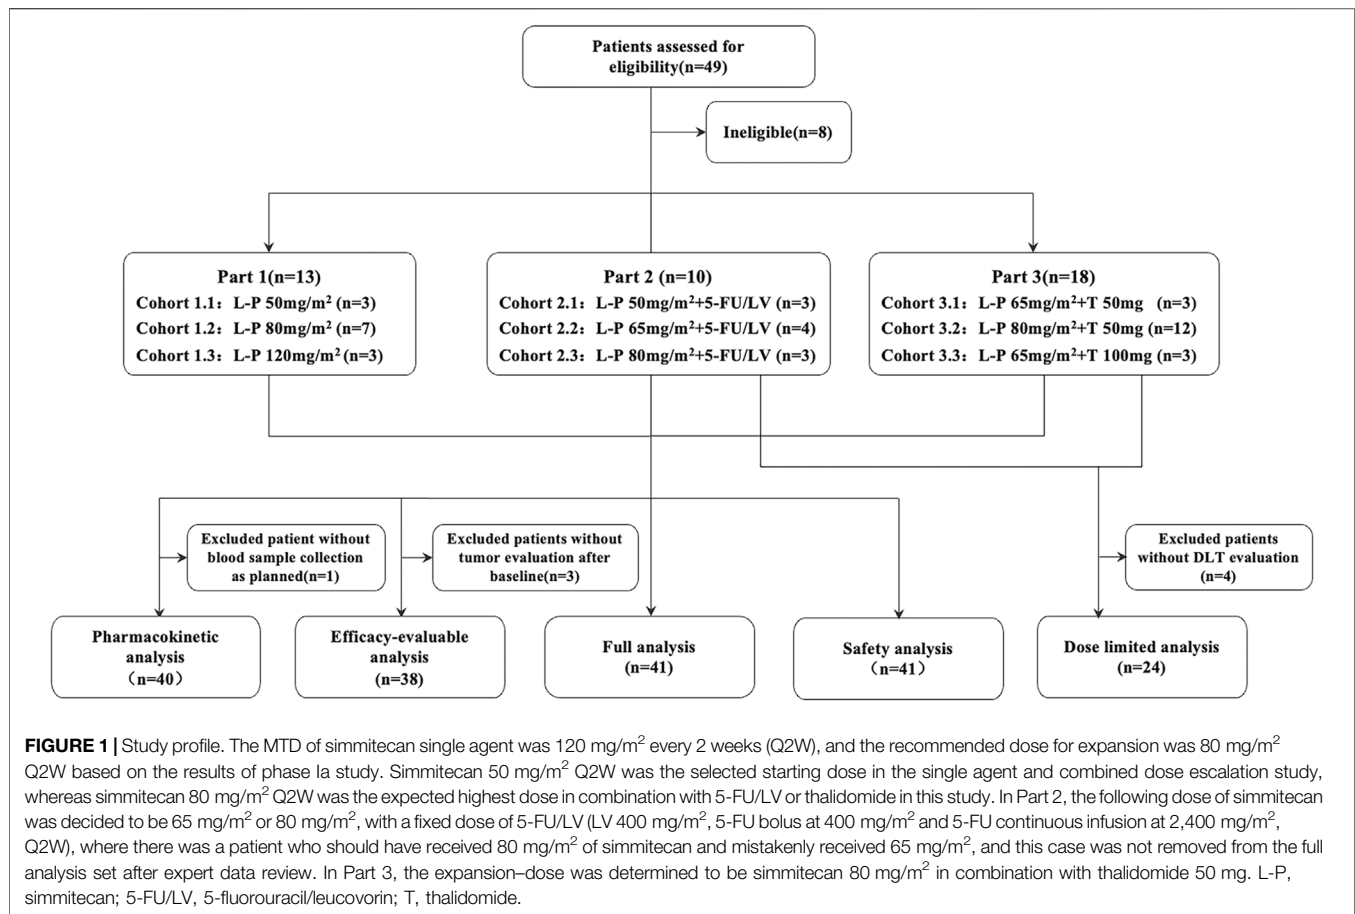 Patients assessed for
eligibility(n=49)
Ineligible(n=8)
Part 1(n=13)
Cohort 1.1：L-P 50mg/m² (n=3)
Cohort 1.2：L-P 80mg/m² (n=7)
Cohort 1.3：L-P 120mg/m² (n=3)
Part 2 (n=10)
Cohort 2.1：L-P 50mg/m²+5-FU/LV (n=3)
Cohort 2.2：L-P 65mg/m²+5-FU/LV (n=4)
Cohort 2.3：L-P 80mg/m²+5-FU/LV (n=3)
Part 3(n=18)
Cohort 3.1：L-P 65mg/m²+T 50mg (n=3)
Cohort 3.2：L-P 80mg/m²+T 50mg (n=12)
Cohort 3.3：L-P 65mg/m²+T 100mg (n=3)
Excluded patient without
blood sample collection
as planned(n=1)
Excluded patients without
tumor evaluation after
baseline(n=3)
Excluded patients
without DLT evaluation
(n=4)
Pharmacokinetic
analysis
（n=40）
Efficacy-evaluable
analysis
(n=38)
Full analysis
(n=41)
Safety analysis
（n=41）
Dose limited analysis
(n=24)
FIGURE 1 | Study profile. The MTD of simmitecan single agent was 120 mg/m² every 2 weeks (Q2W), and the recommended dose for expansion was 80 mg/m²
Q2W based on the results of phase Ia study. Simmitecan 50 mg/m² Q2W was the selected starting dose in the single agent and combined dose escalation study,
whereas simmitecan 80 mg/m² Q2W was the expected highest dose in combination with 5-FU/LV or thalidomide in this study. In Part 2, the following dose of simmitecan
was decided to be 65 mg/m² or 80 mg/m², with a fixed dose of 5-FU/LV (LV 400 mg/m², 5-FU bolus at 400 mg/m² and 5-FU continuous infusion at 2,400 mg/m²,
Q2W), where there was a patient who should have received 80 mg/m² of simmitecan and mistakenly received 65 mg/m², and this case was not removed from the full
analysis set after expert data review. In Part 3, the expansion–dose was determined to be simmitecan 80 mg/m² in combination with thalidomide 50 mg. L-P,
simmitecan; 5-FU/LV, 5-fluorouracil/leucovorin; T, thalidomide.